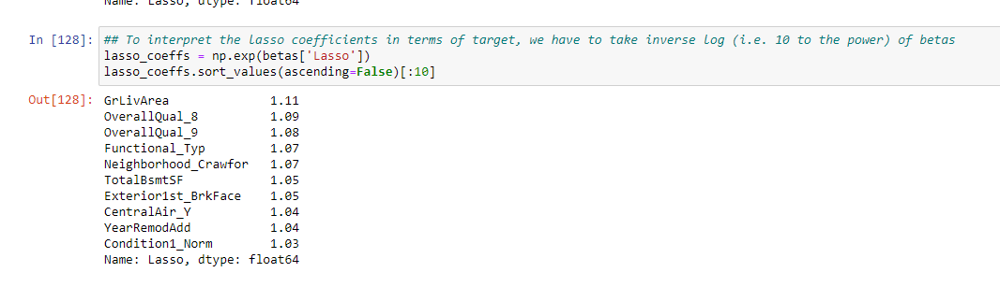 Name: Lasso, dtype: float64
In [128]: ## To interpret the lasso coefficients in terms of target, we have to take inverse log (i.e. 10 to the power) of betas
lasso_coeffs = np.exp(betas['Lasso'])
lasso_coeffs.sort_values(ascending=False)[:10]
Out[128]: GrLivArea 1.11
OverallQual_8 1.09
OverallQual_9 1.08
Functional_Typ 1.07
Neighborhood_Crawfor 1.07
TotalBsmtSF 1.05
Exterior1st_BrkFace 1.05
CentralAir_Y 1.04
YearRemodAdd 1.04
Condition1_Norm 1.03
Name: Lasso, dtype: float64